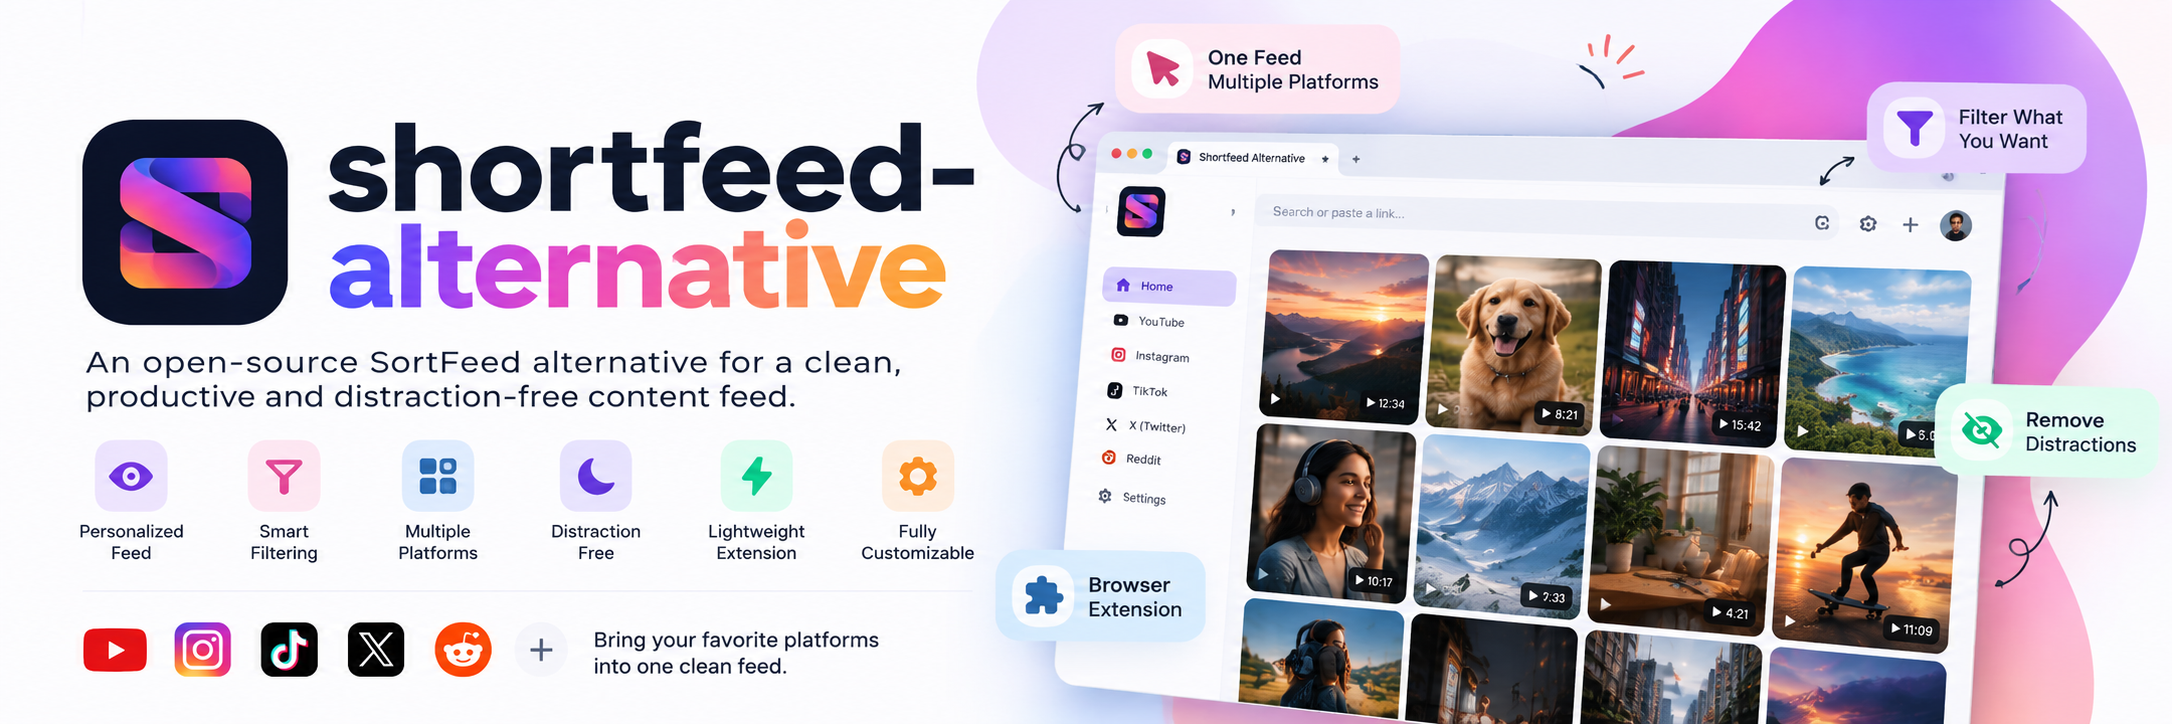 shortfeed-
alternative
An open-source SortFeed alternative for a clean,
productive and distraction-free content feed.
Personalized
Feed
Smart
Filtering
Multiple
Platforms
Distraction
Free
Lightweight
Extension
Fully
Customizable
Bring your favorite platforms
into one clean feed.
One Feed
Multiple Platforms
Filter What
You Want
Shortfeed Alternative
Search or paste a link...
Home
YouTube
Instagram
TikTok
X (Twitter)
Reddit
Settings
12:34
8:21
15:42
10:17
7:33
4:21
11:09
Remove
Distractions
Browser
Extension